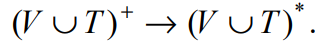 (V ∪ T)⁺ → (V ∪ T)*.